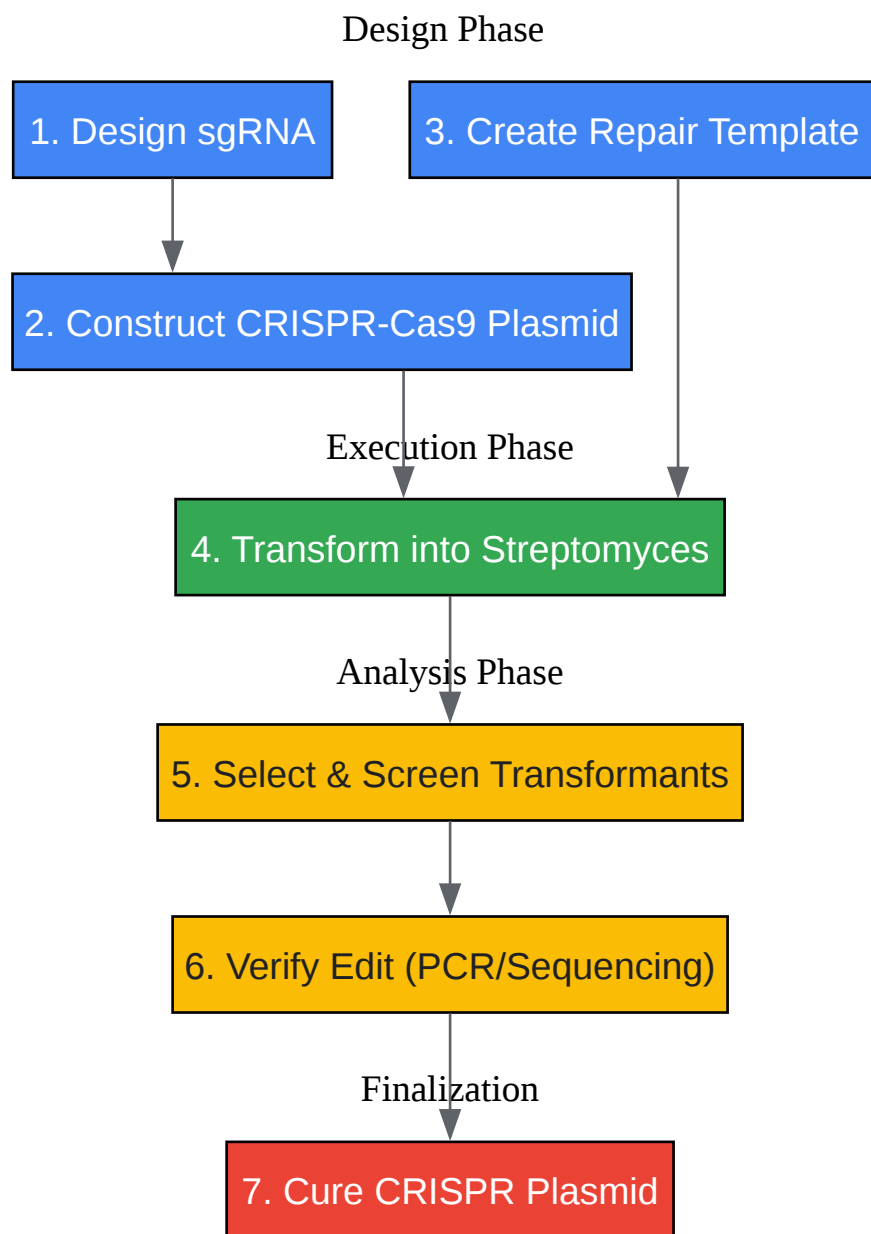 Design Phase
1. Design sgRNA
3. Create Repair Template
2. Construct CRISPR-Cas9 Plasmid
Execution Phase
4. Transform into Streptomyces
Analysis Phase
5. Select & Screen Transformants
6. Verify Edit (PCR/Sequencing)
Finalization
7. Cure CRISPR Plasmid